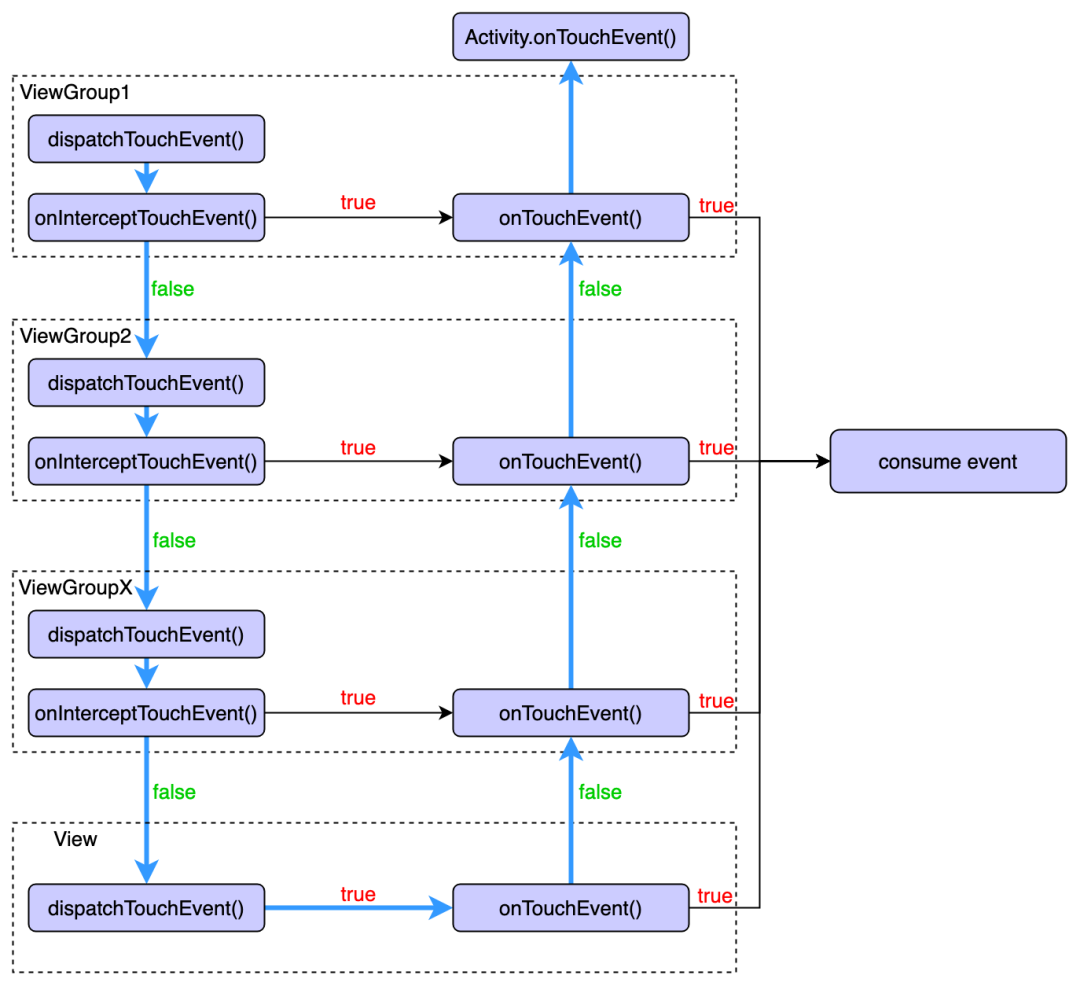 Activity.onTouchEvent()
ViewGroup1
dispatchTouchEvent()
onInterceptTouchEvent()
true
onTouchEvent()
true
false
false
ViewGroup2
dispatchTouchEvent()
onInterceptTouchEvent()
true
onTouchEvent()
true
consume event
false
false
ViewGroupX
dispatchTouchEvent()
onInterceptTouchEvent()
true
onTouchEvent()
true
false
false
View
dispatchTouchEvent()
true
onTouchEvent()
true